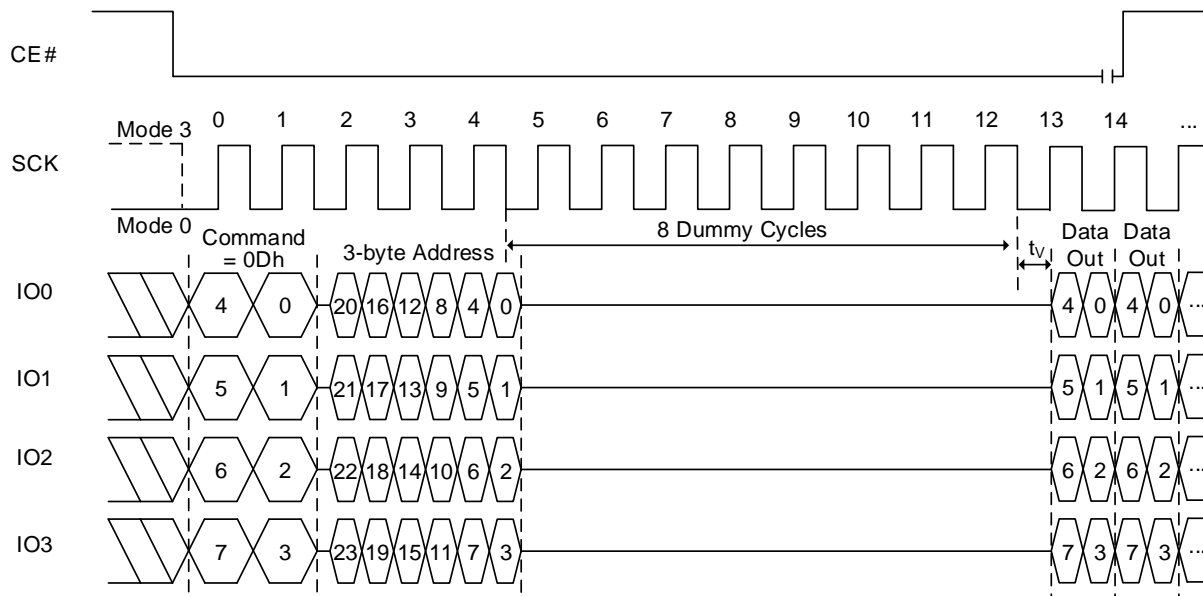 CE#
Mode 3 0 1 2 3 4 5 6 7 8 9 10 11 12 13 14 ...
SCK
Mode 0
Command = 0Dh
3-byte Address
8 Dummy Cycles
tV
Data Out
Data Out
IO0 4 0 20 16 12 8 4 0 4 0 4 0 ...
IO1 5 1 21 17 13 9 5 1 5 1 5 1 ...
IO2 6 2 22 18 14 10 6 2 6 2 6 2 ...
IO3 7 3 23 19 15 11 7 3 7 3 7 3 ...